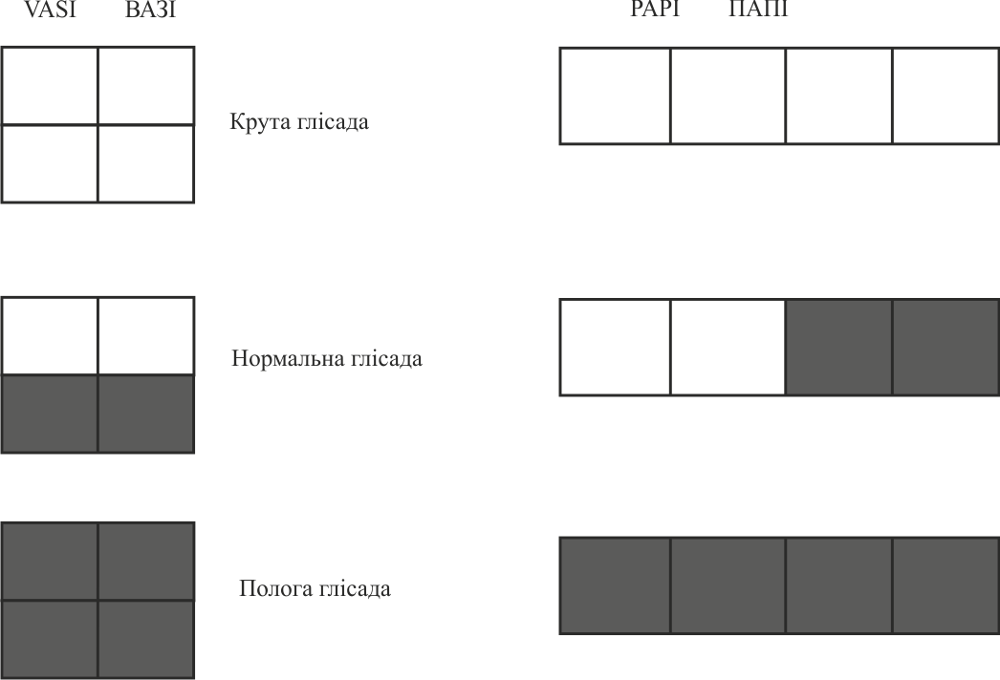 VASI ВАЗІ
PAPI ПАПІ
Крута глісада
Нормальна глісада
Полога глісада